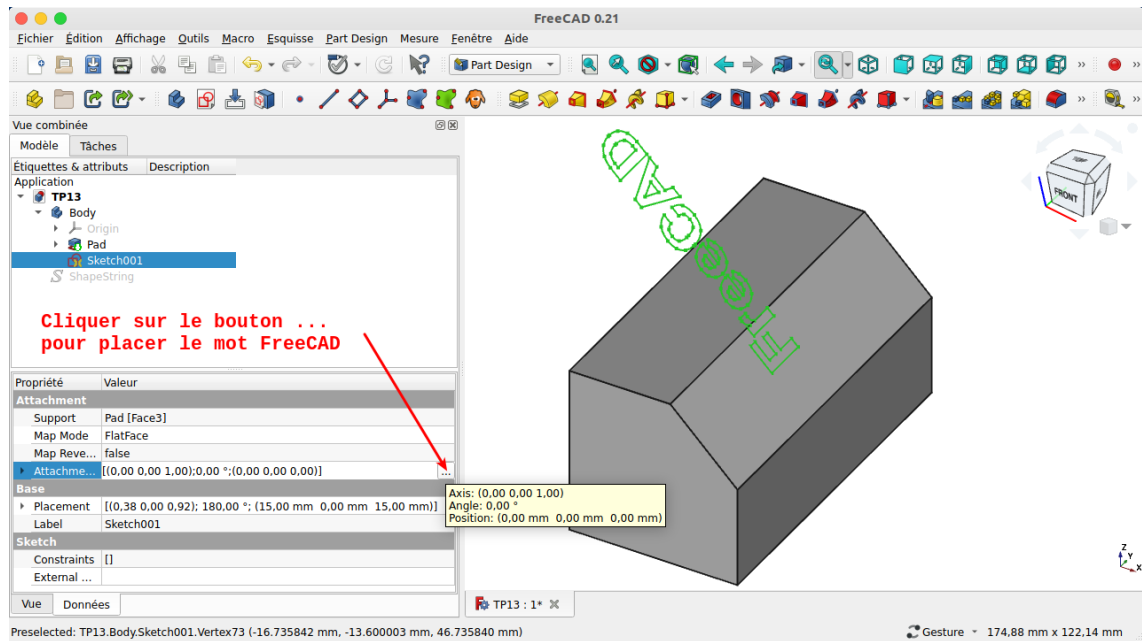 FreeCAD 0.21
Fichier Édition Affichage Outils Macro Esquisse Part Design Mesure Fenêtre Aide
Part Design
Vue combinée
Modèle Tâches
Étiquettes & attributs Description
Application
TP13
Body
Origin
Pad
Sketch001
ShapeString
Cliquer sur le bouton ...
pour placer le mot FreeCAD
Propriété Valeur
Attachment
Support Pad [Face3]
Map Mode FlatFace
Map Reve... false
Attachme... [(0,00 0,00 1,00);0,00 °;(0,00 0,00 0,00)] ...
Base
Placement [(0,38 0,00 0,92); 180,00 °; (15,00 mm 0,00 mm 15,00 mm)]
Label Sketch001
Sketch
Constraints []
External ...
Vue Données
Axis: (0,00 0,00 1,00)
Angle: 0,00 °
Position: (0,00 mm 0,00 mm 0,00 mm)
FreeCAD
TOP
FRONT
Z
Y
X
TP13 : 1*
Preselected: TP13.Body.Sketch001.Vertex73 (-16.735842 mm, -13.600003 mm, 46.735840 mm)
Gesture 174,88 mm x 122,14 mm